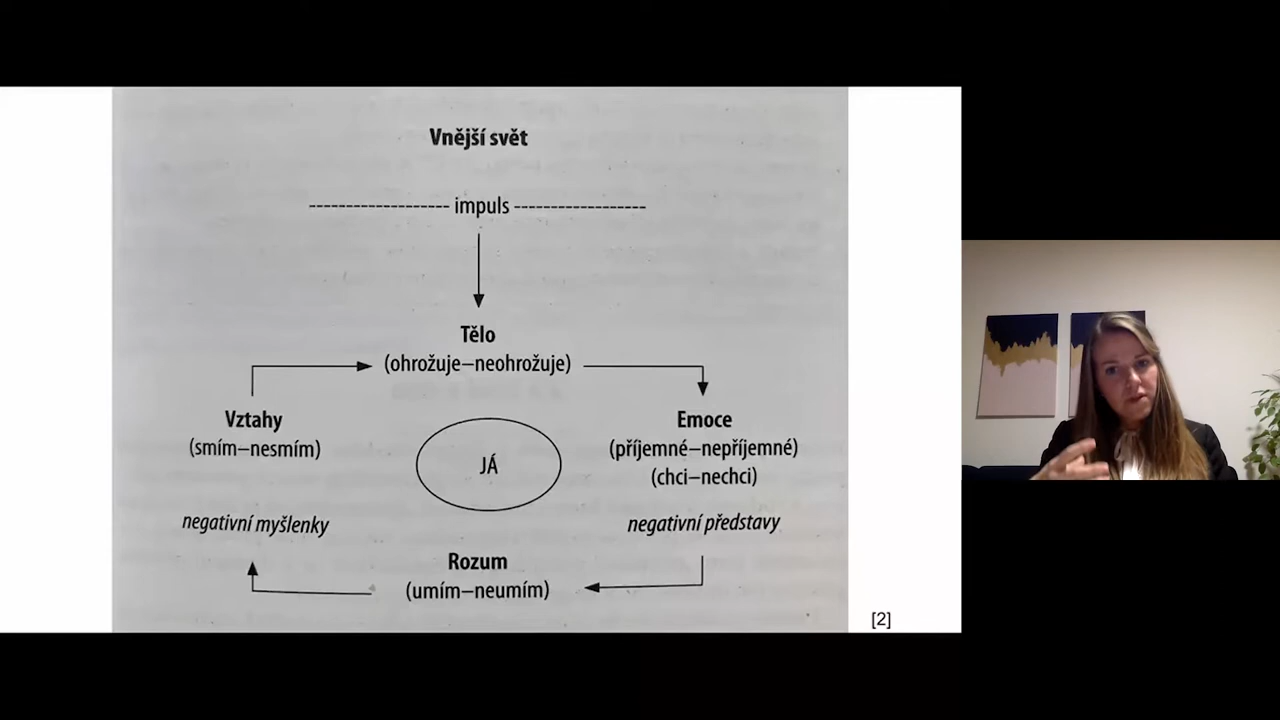 Vnější svět
impuls
Tělo
(ohrožuje–neohrožuje)
Vztahy
(smím–nesmím)
Emoce
(příjemné–nepříjemné)
(chci–nechci)
JÁ
negativní myšlenky
negativní představy
Rozum
(umím–neumím)
[2]